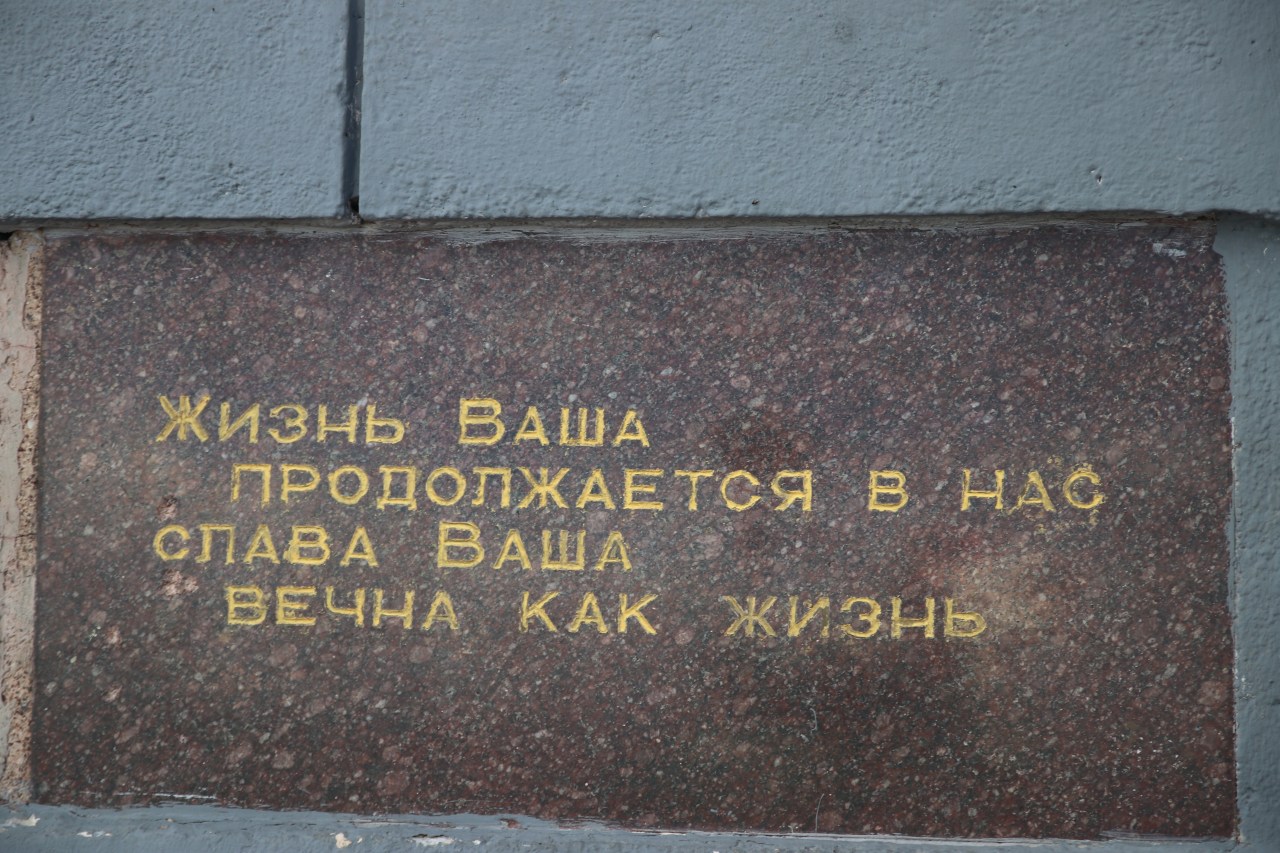 Жизнь Ваша
продолжается в нас
слава Ваша
вечна как жизнь